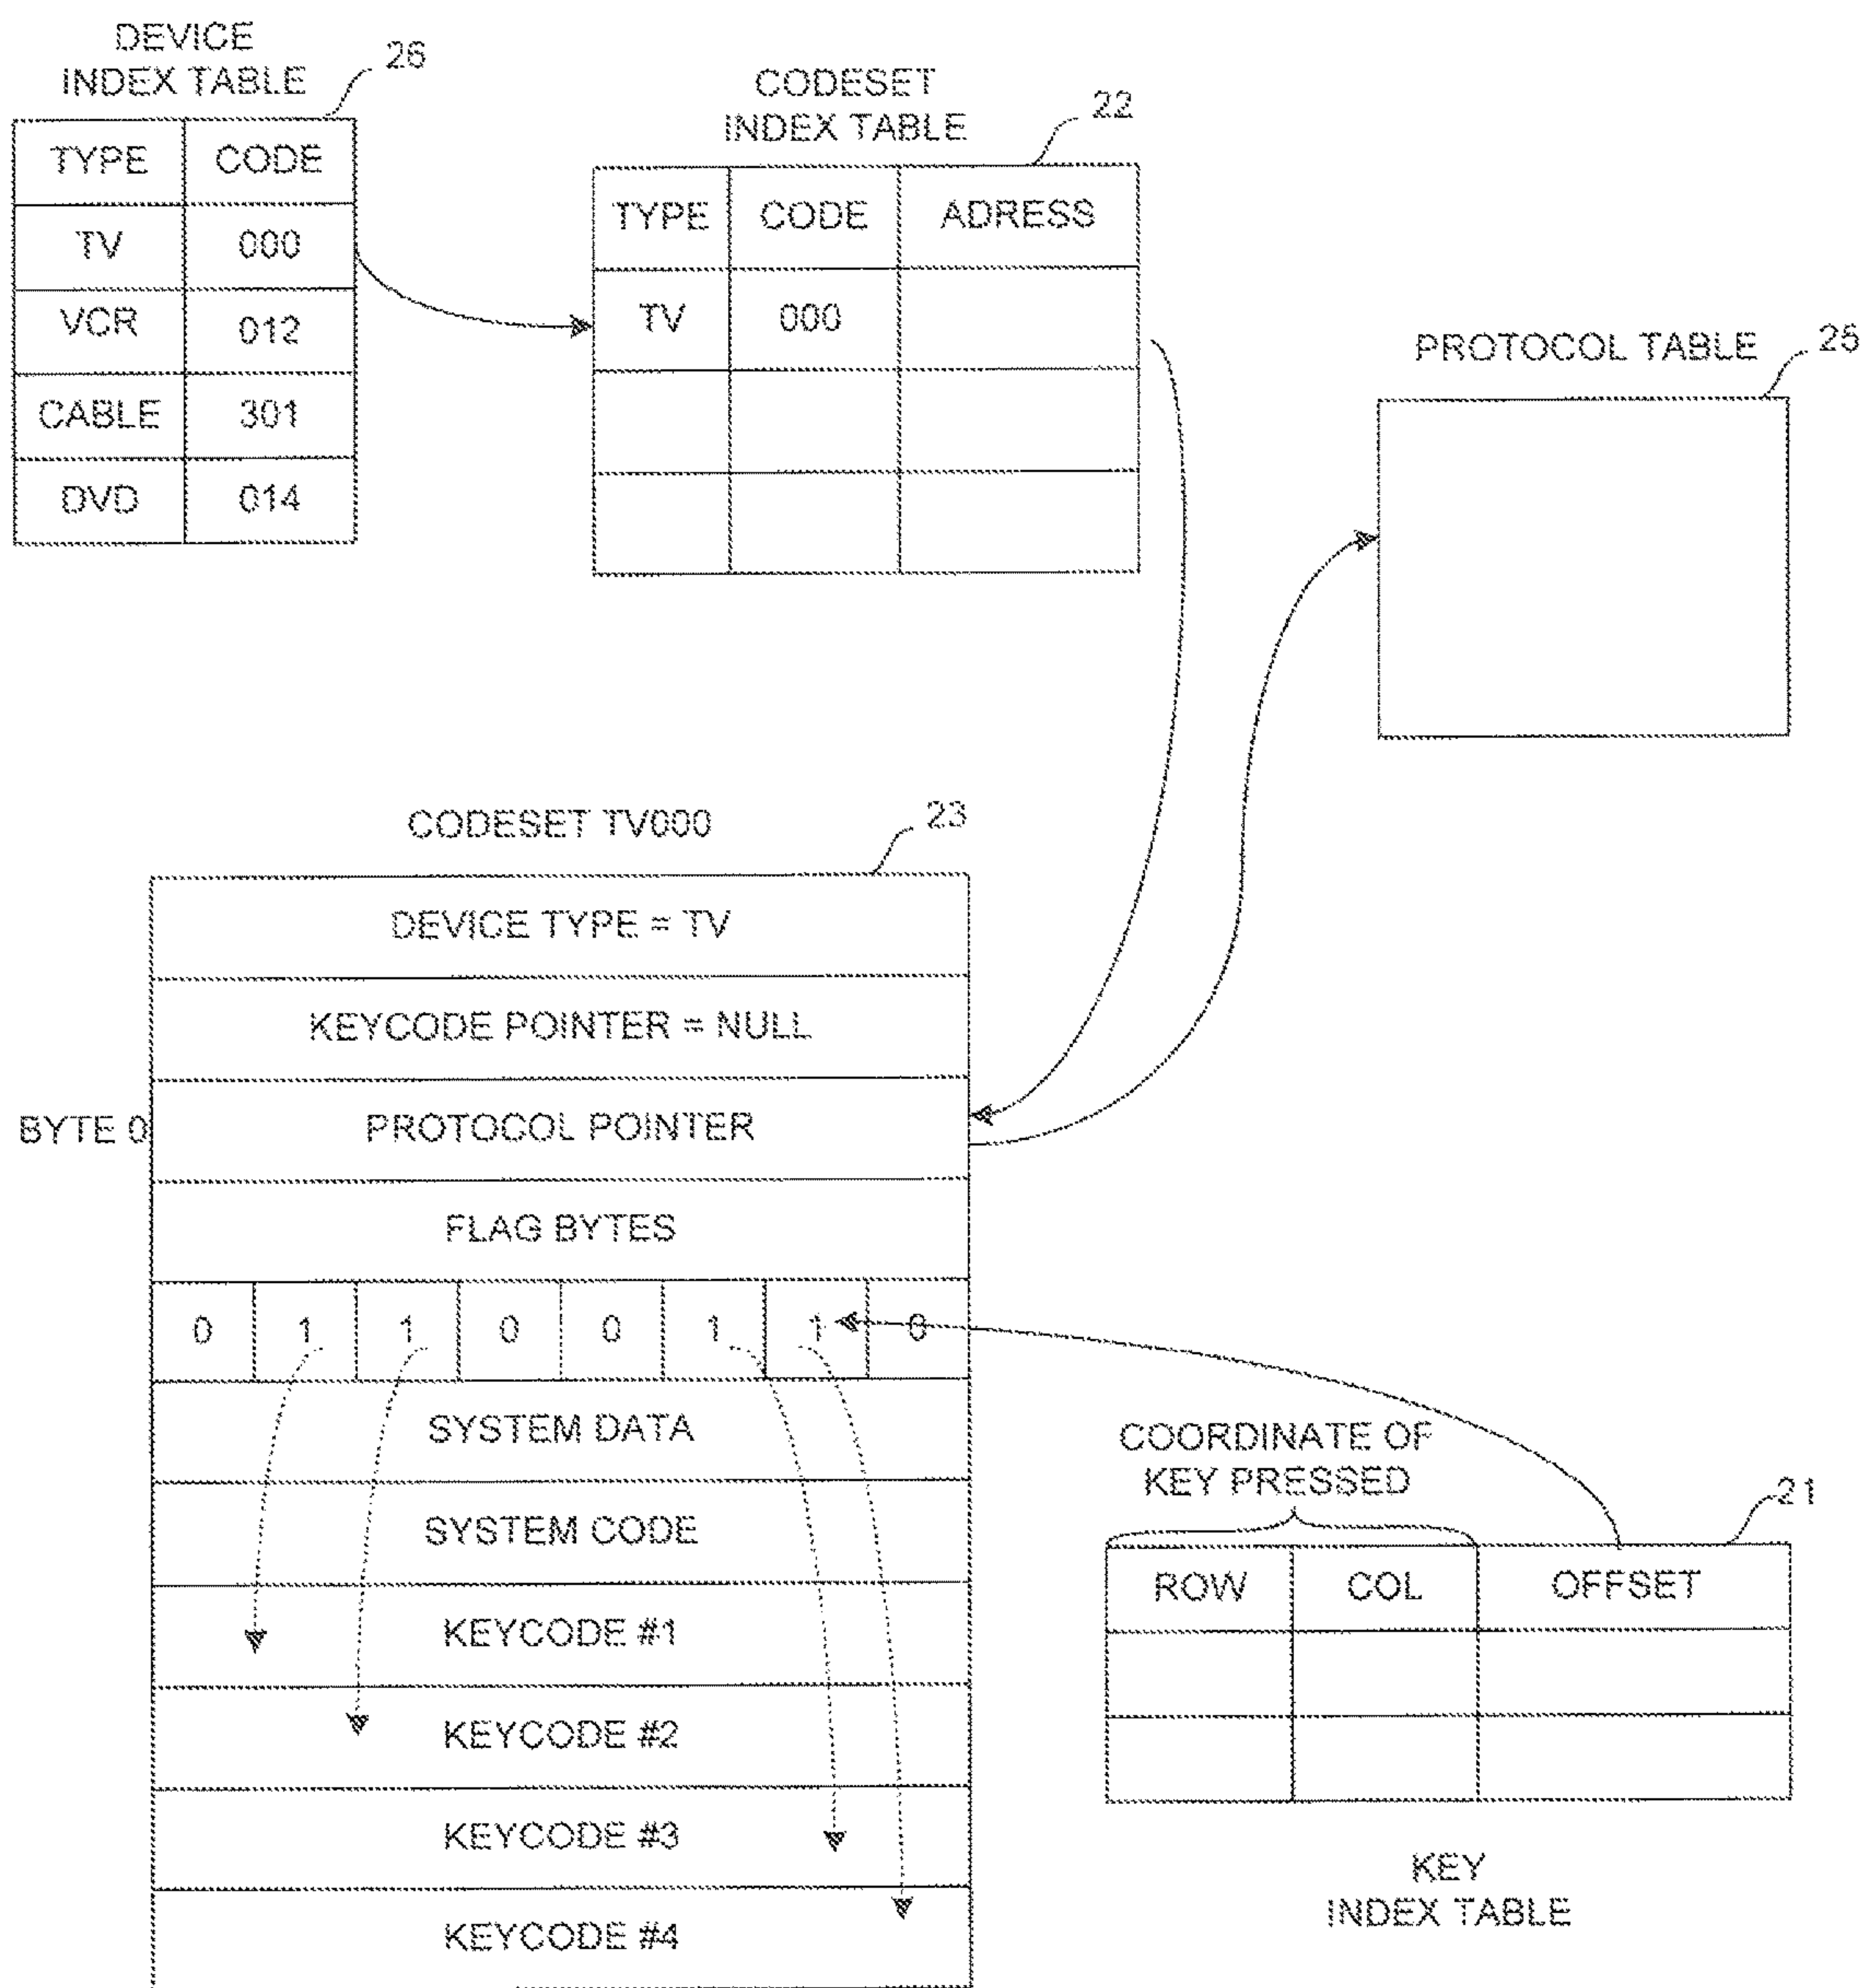 DEVICE
INDEX TABLE
26
TYPE CODE
TV 000
VCR 012
CABLE 301
DVD 014
CODESET
INDEX TABLE
22
TYPE CODE ADRESS
TV 000
PROTOCOL TABLE
25
CODESET TV000
23
DEVICE TYPE = TV
KEYCODE POINTER = NULL
BYTE 0
PROTOCOL POINTER
FLAG BYTES
0 1 1 0 0 1 1 0
SYSTEM DATA
SYSTEM CODE
KEYCODE #1
KEYCODE #2
KEYCODE #3
KEYCODE #4
COORDINATE OF
KEY PRESSED
21
ROW COL OFFSET
KEY
INDEX TABLE